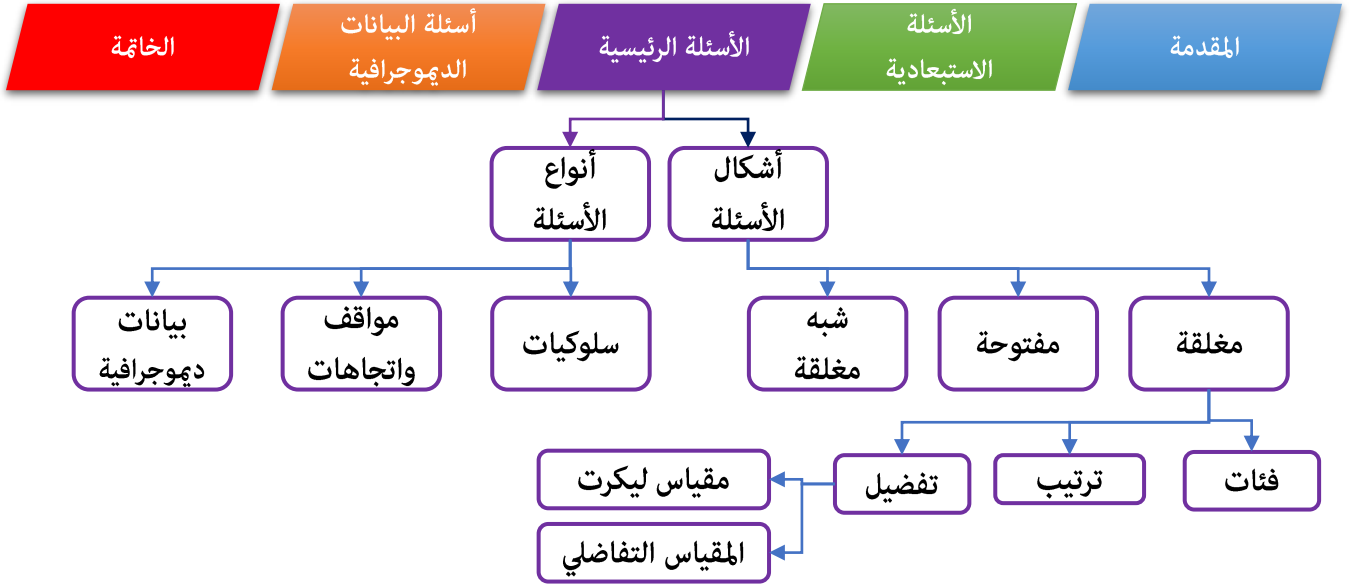 المقدمة
الأسئلة
الاستبعادية
الأسئلة الرئيسية
أسئلة البيانات
الديموجرافية
الخاتمة
أشكال
الأسئلة
أنواع
الأسئلة
مغلقة
مفتوحة
شبه
مغلقة
سلوكيات
مواقف
واتجاهات
بيانات
ديموجرافية
فئات
ترتيب
تفضيل
مقياس ليكرت
المقياس التفاضلي